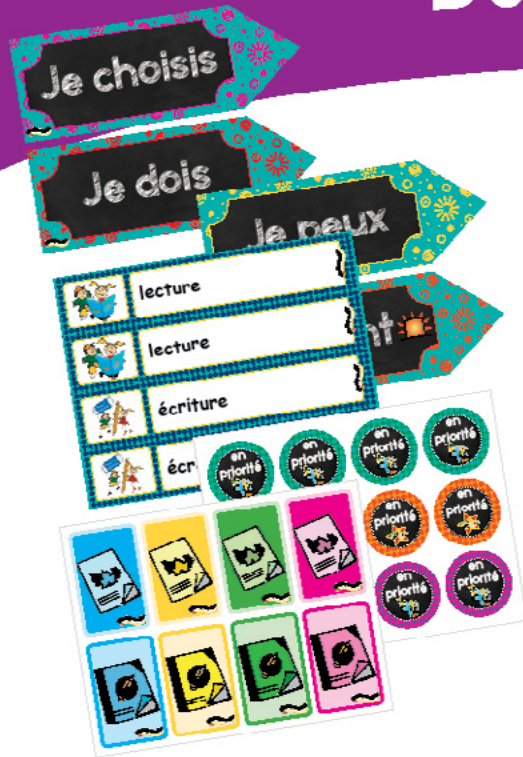 Je choisis
Je dois
Je peux
lecture
lecture
écriture
en
priorité
en
priorité
en
priorité
en
priorité
en
priorité
en
priorité
en
priorité
en
priorité